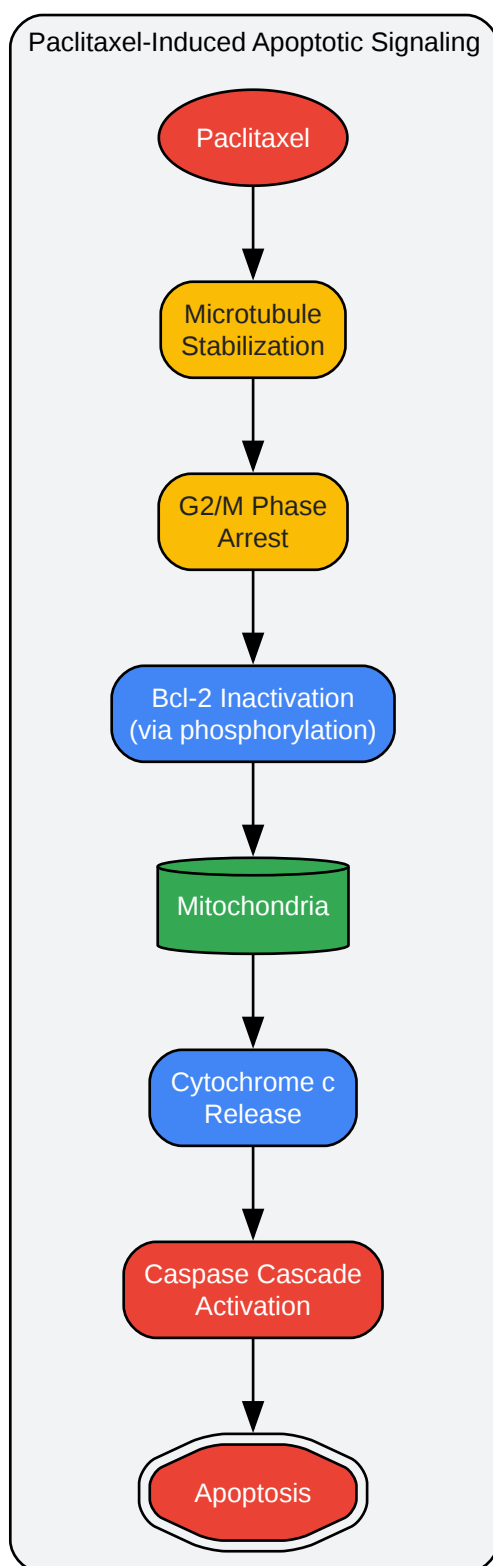 Paclitaxel-Induced Apoptotic Signaling
Paclitaxel
Microtubule
Stabilization
G2/M Phase
Arrest
Bcl-2 Inactivation
(via phosphorylation)
Mitochondria
Cytochrome c
Release
Caspase Cascade
Activation
Apoptosis